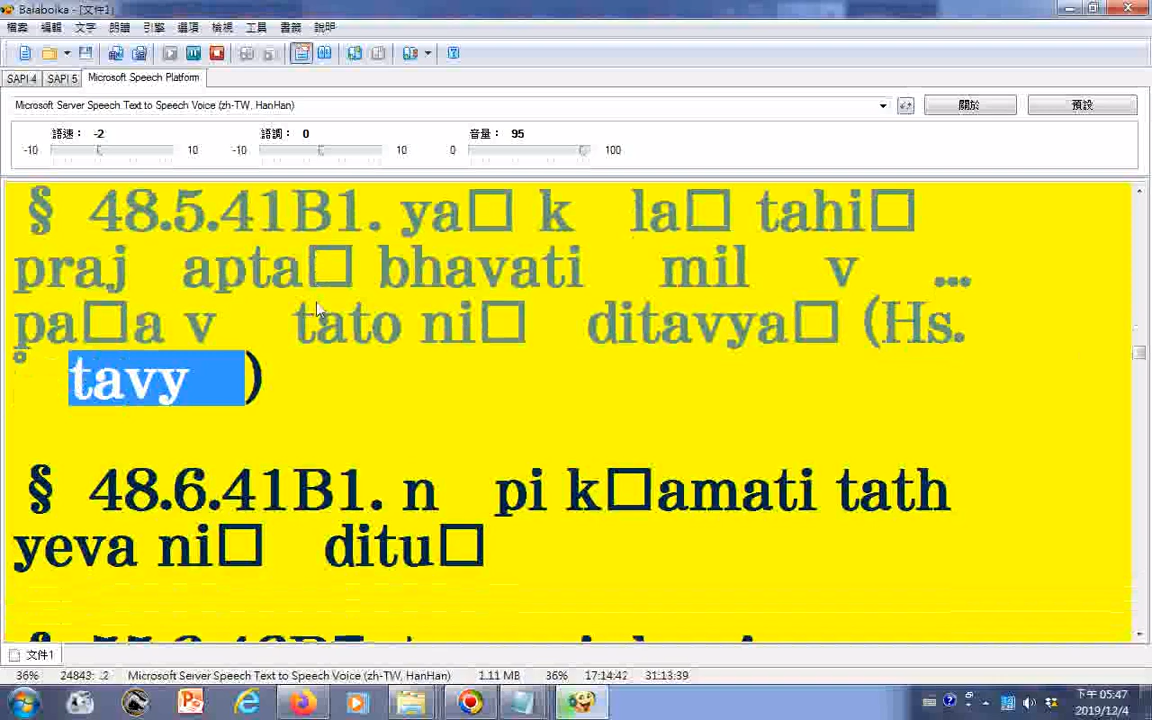 Balabolka - [文件1]
檔案 編輯 文字 朗讀 引擎 選項 檢視 工具 書籤 說明
SAPI 4 SAPI 5 Microsoft Speech Platform
Microsoft Server Speech Text to Speech Voice (zh-TW, HanHan) 關於 預設
語速： -2 語調： 0 音量： 95
-10 10 -10 10 0 100
§ 48.5.41B1. ya□ k la□ tahi□
praj apta□ bhavati mil v ...
pa□a v tato ni□ ditavya□ (Hs.
° tavy )
§ 48.6.41B1. n pi k□amati tath
yeva ni□ ditu□
文件1
36% 24843: Microsoft Server Speech Text to Speech Voice (zh-TW, HanHan) 1.11 MB 36% 17:14:42 31:13:39
下午 05:47
2019/12/4